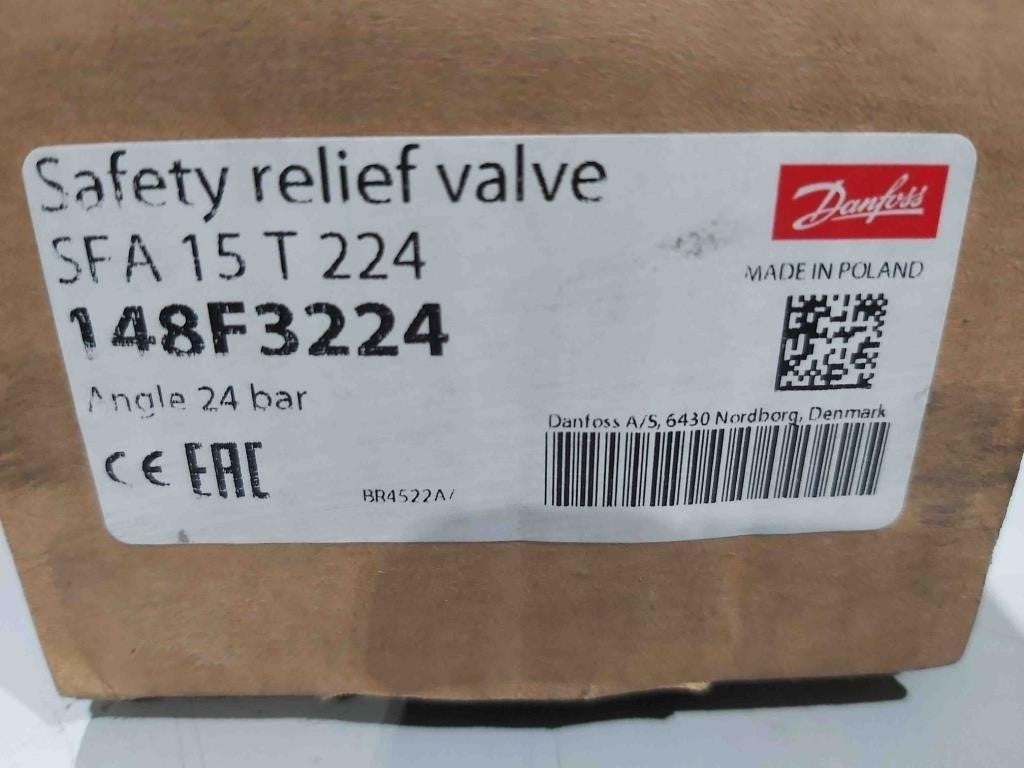 Safety relief valve
SFA 15 T 224
148F3224
Angle 24 bar
CE EAC
BR4522A
Danfoss
MADE IN POLAND
Danfoss A/S, 6430 Nordborg, Denmark